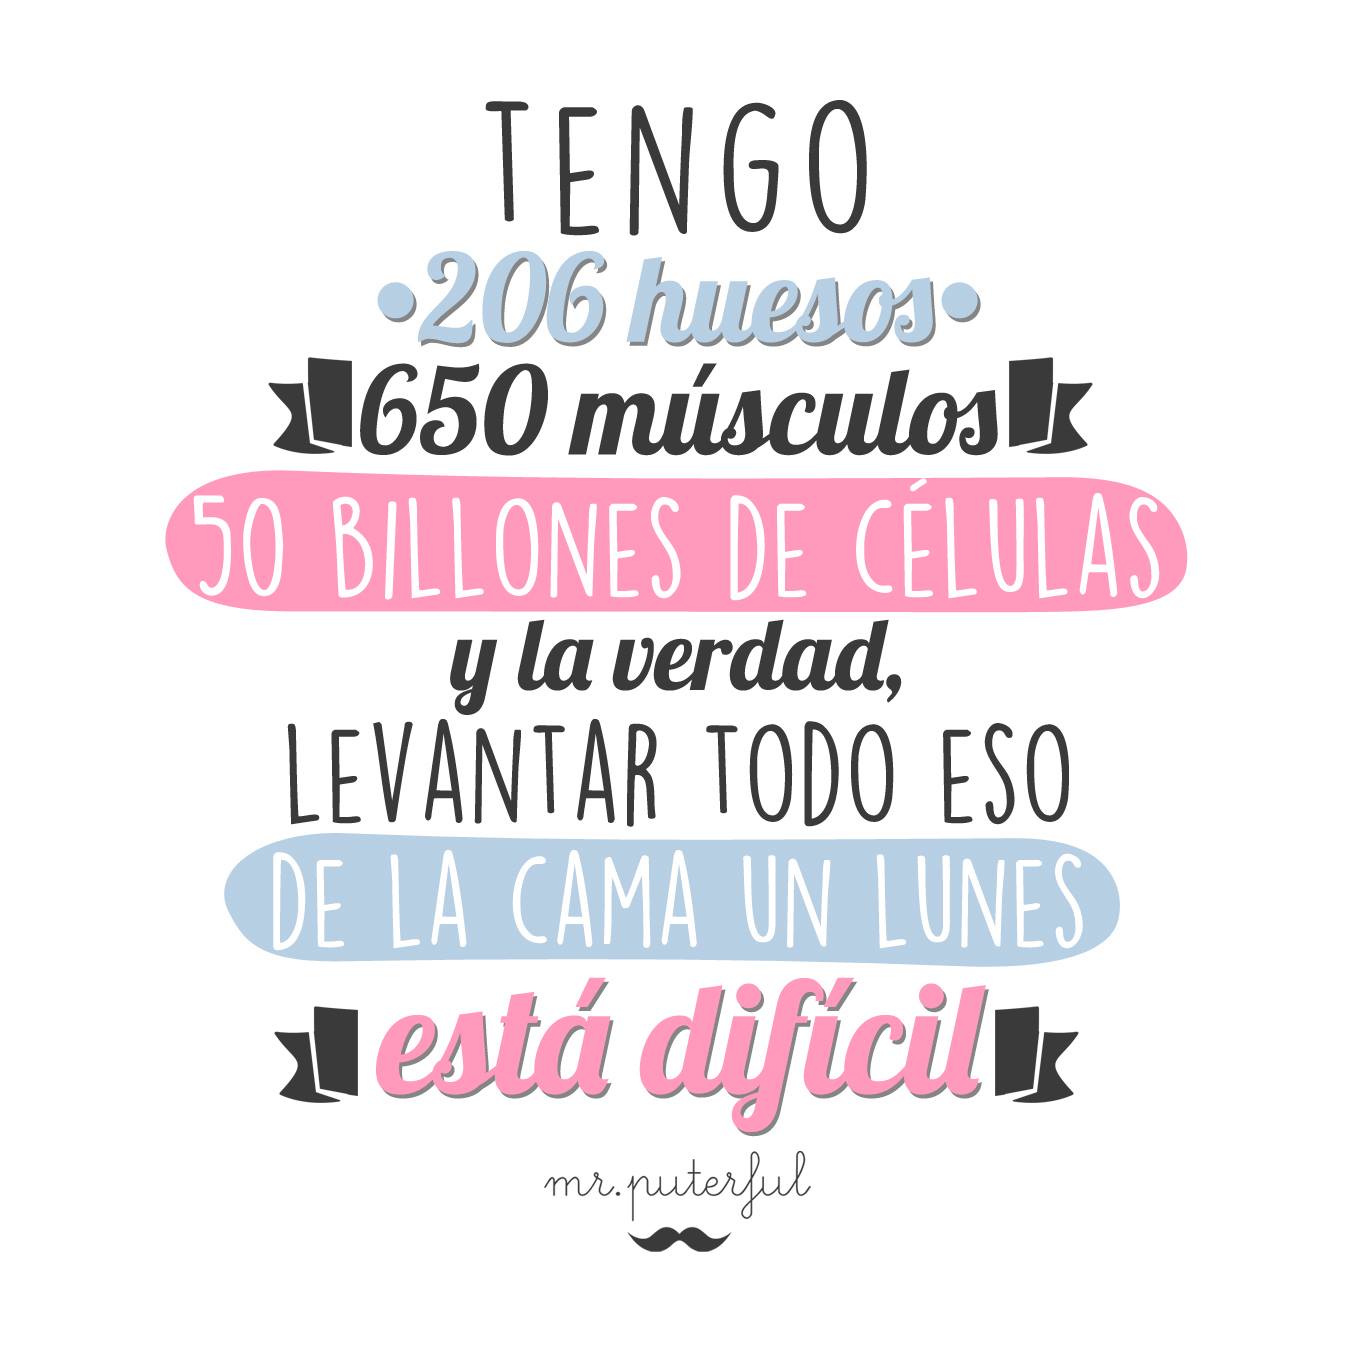 TENGO
•206 huesos•
650 músculos
50 BILLONES DE CÉLULAS
y la verdad,
LEVANTAR TODO ESO
DE LA CAMA UN LUNES
está difícil
mr.puterful